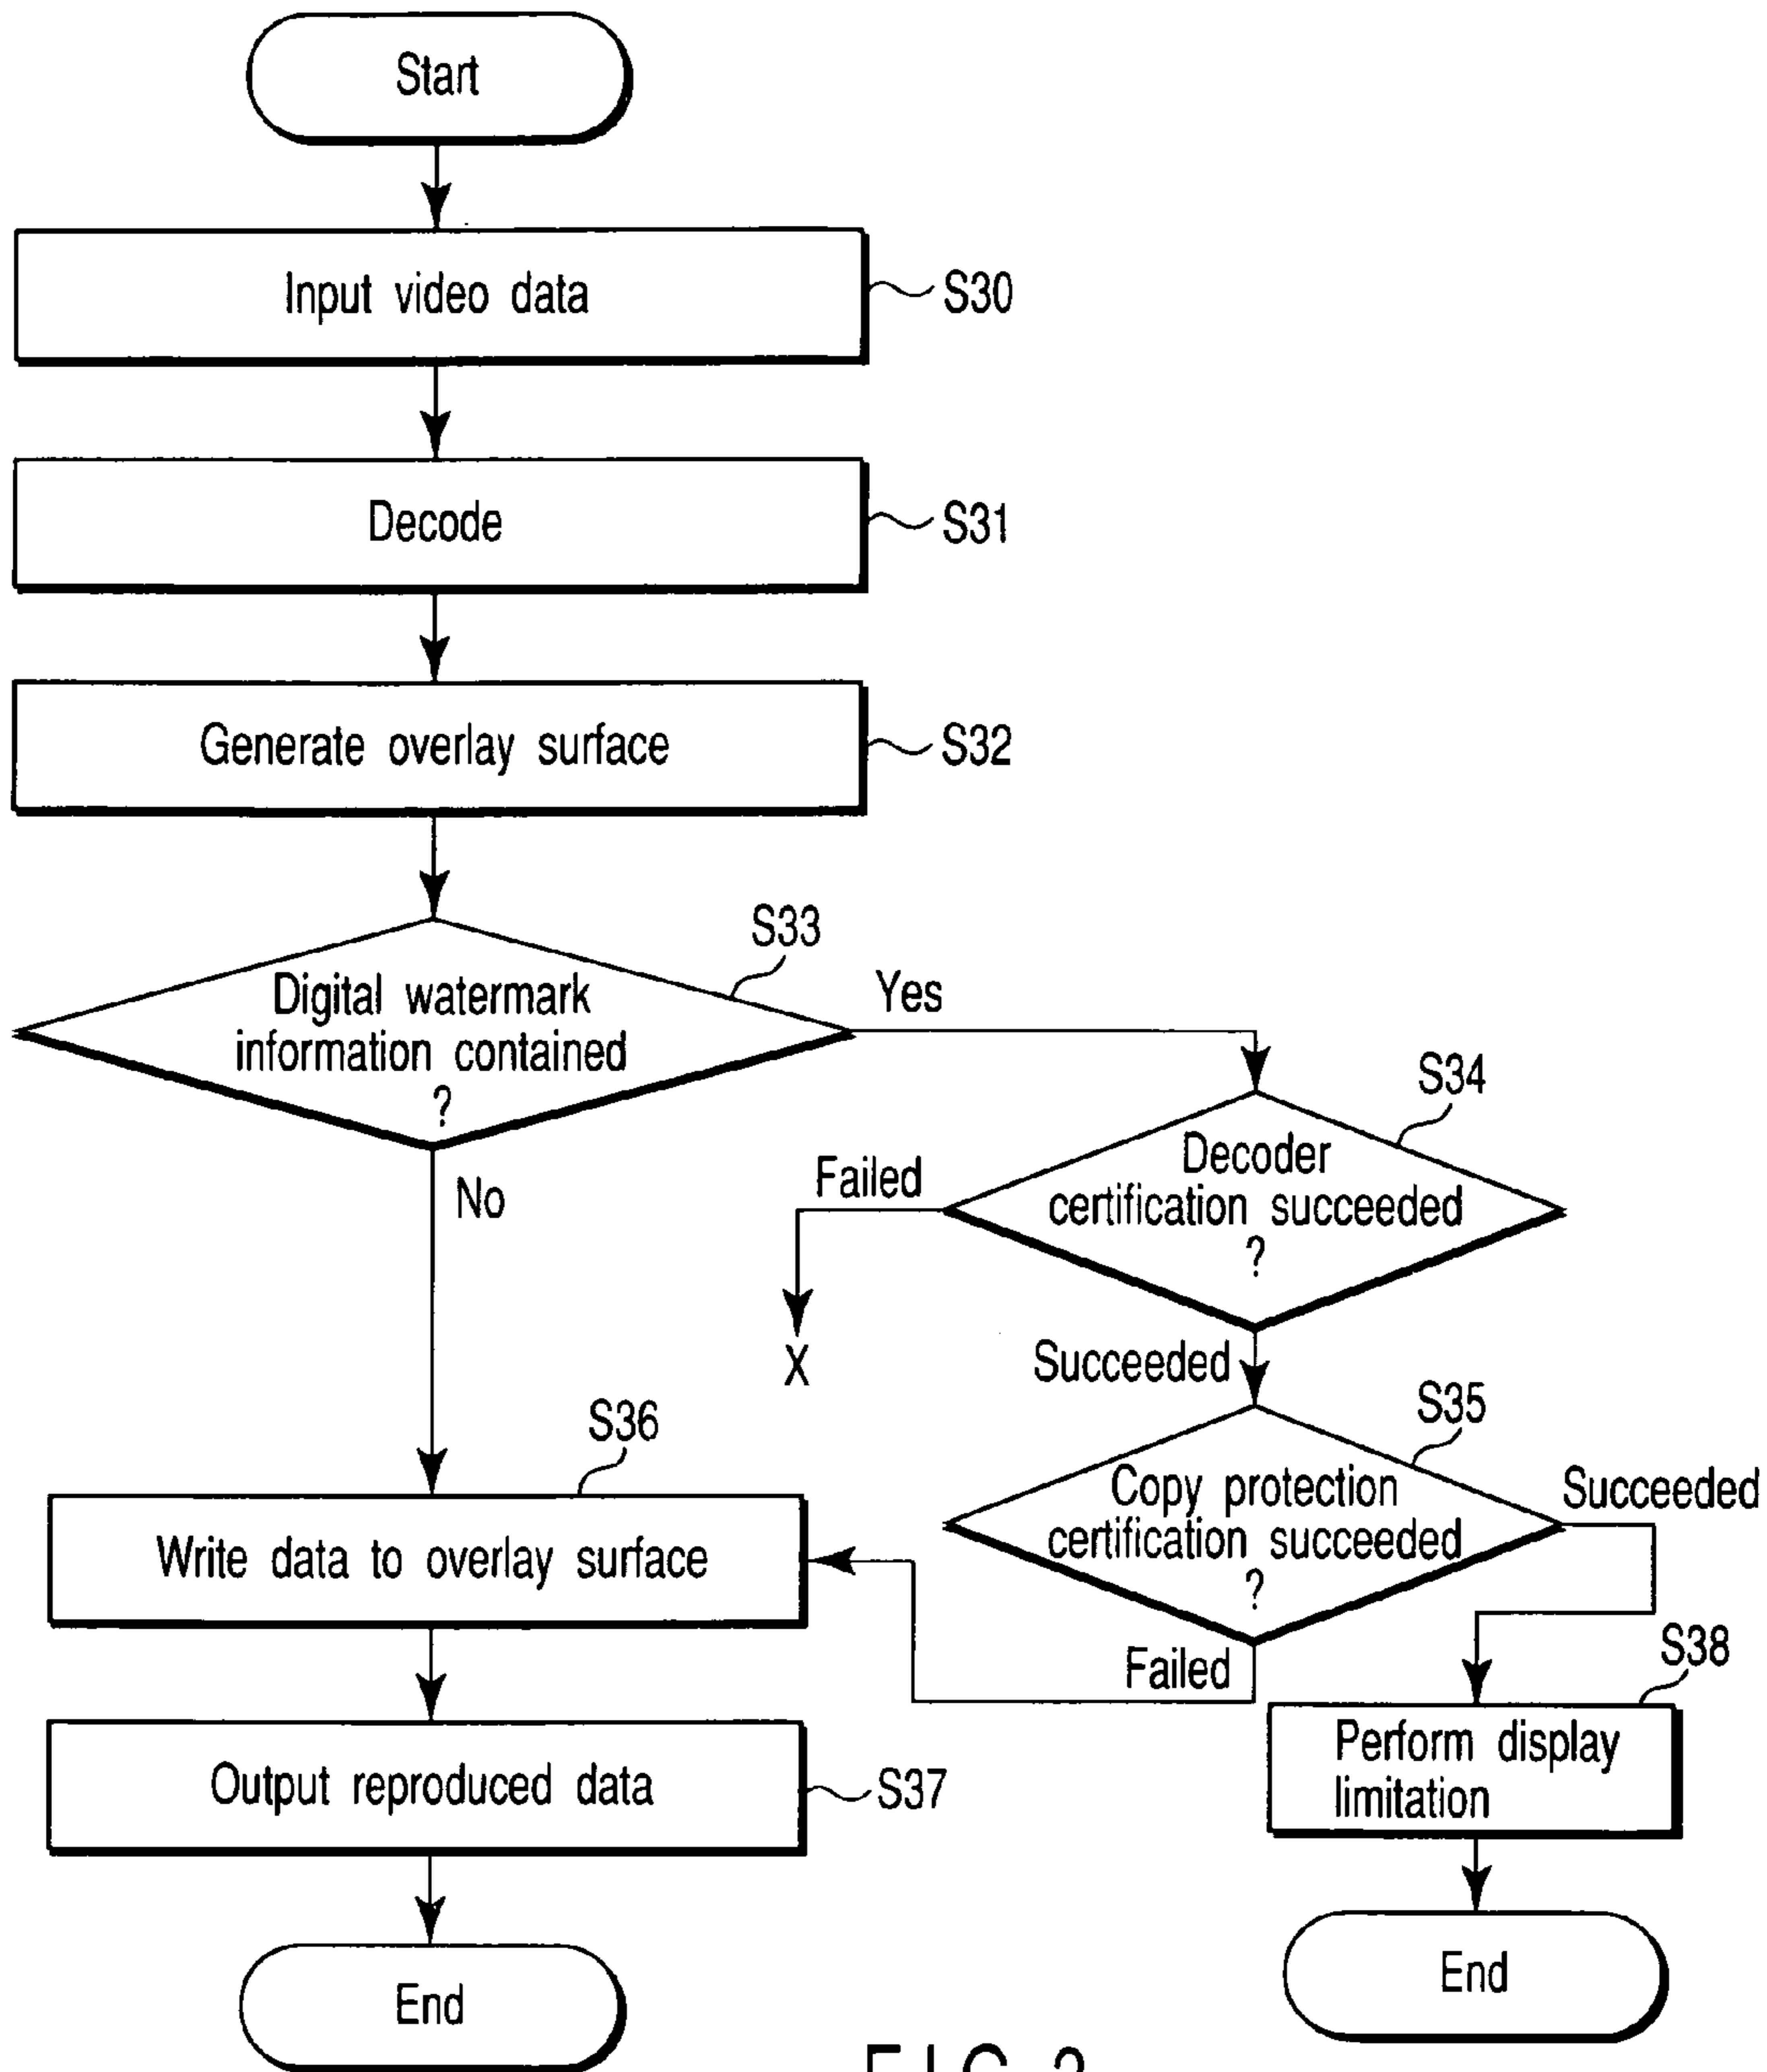 Start
Input video data
S30
Decode
S31
Generate overlay surface
S32
S33
Digital watermark
information contained
?
Yes
No
S34
Decoder
certification succeeded
?
Failed
X
Succeeded
S35
Copy protection
certification succeeded
?
Succeeded
Failed
S36
Write data to overlay surface
S38
Perform display
limitation
Output reproduced data
S37
End
End